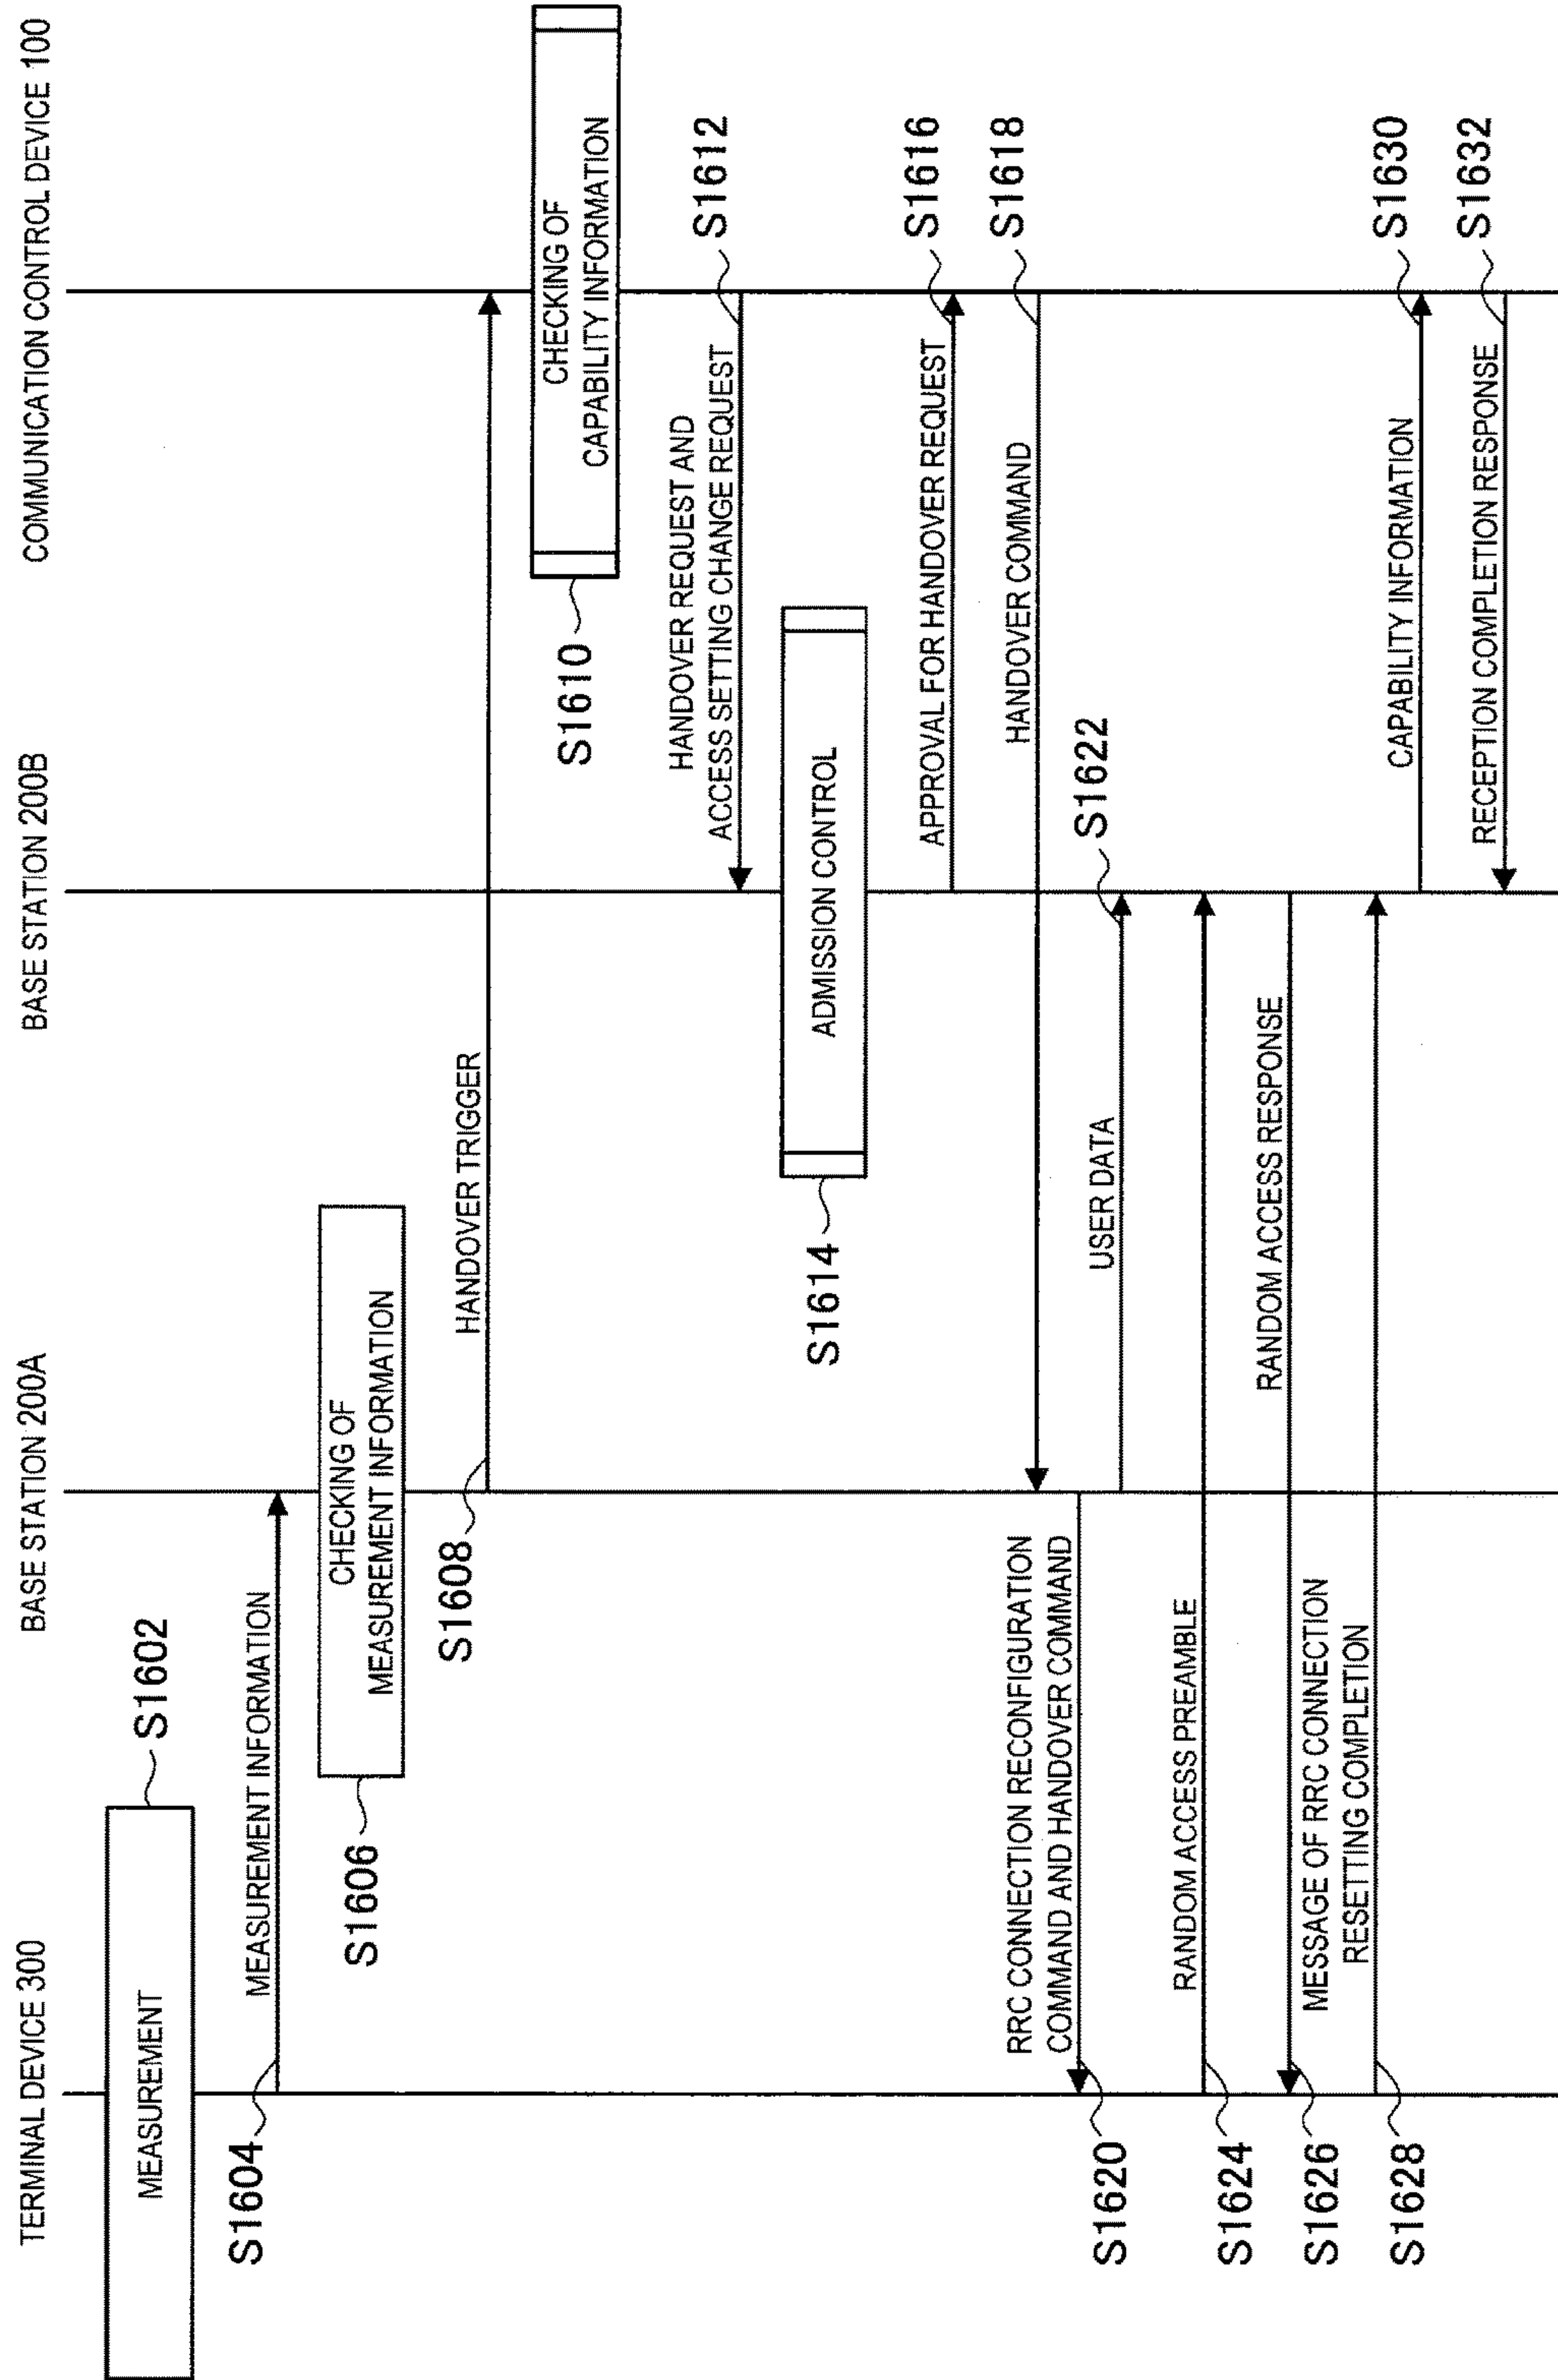 TERMINAL DEVICE 300
BASE STATION 200A
BASE STATION 200B
COMMUNICATION CONTROL DEVICE 100
MEASUREMENT
S1602
S1604
MEASUREMENT INFORMATION
S1606
CHECKING OF
MEASUREMENT INFORMATION
S1608
HANDOVER TRIGGER
S1610
CHECKING OF
CAPABILITY INFORMATION
HANDOVER REQUEST AND
ACCESS SETTING CHANGE REQUEST
S1612
S1614
ADMISSION CONTROL
APPROVAL FOR HANDOVER REQUEST
S1616
HANDOVER COMMAND
S1618
RRC CONNECTION RECONFIGURATION
COMMAND AND HANDOVER COMMAND
S1620
USER DATA
S1622
S1624
RANDOM ACCESS PREAMBLE
S1626
RANDOM ACCESS RESPONSE
MESSAGE OF RRC CONNECTION
RESETTING COMPLETION
S1628
CAPABILITY INFORMATION
S1630
RECEPTION COMPLETION RESPONSE
S1632